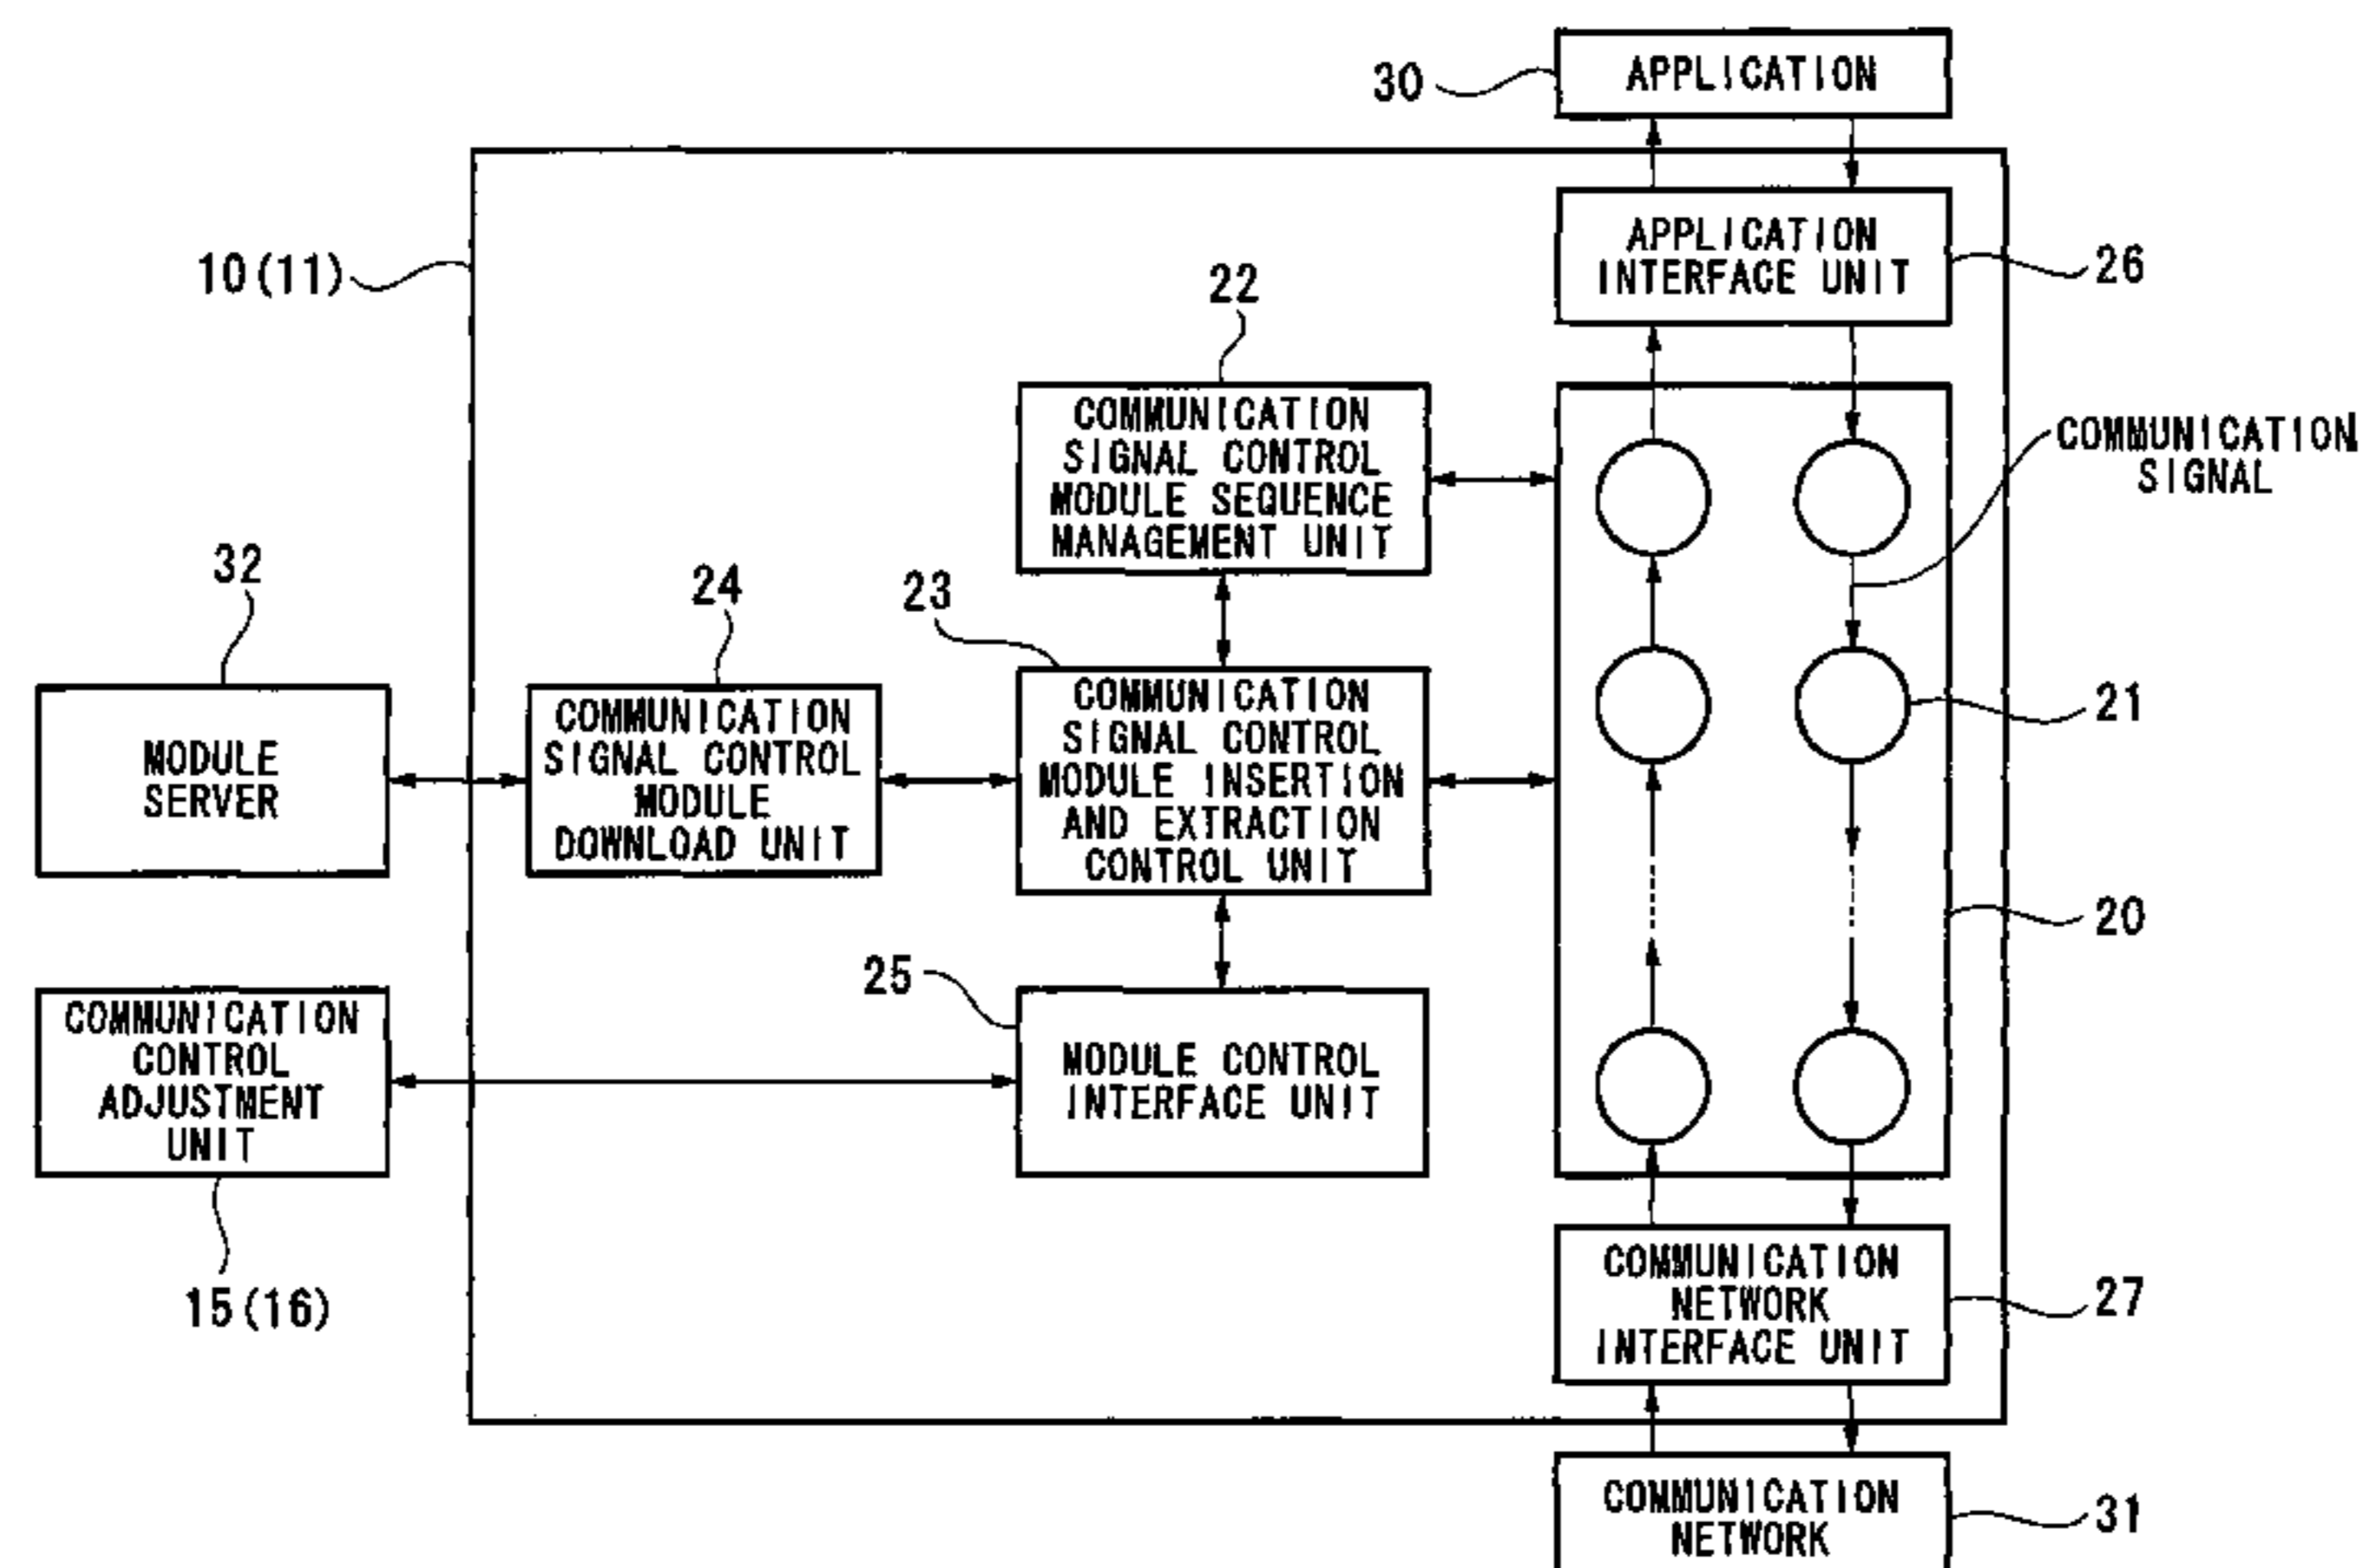 30
APPLICATION
10(11)
APPLICATION
INTERFACE UNIT
26
22
COMMUNICATION
SIGNAL CONTROL
MODULE SEQUENCE
MANAGEMENT UNIT
COMMUNICATION
SIGNAL
32
24
23
MODULE
SERVER
COMMUNICATION
SIGNAL CONTROL
MODULE
DOWNLOAD UNIT
COMMUNICATION
SIGNAL CONTROL
MODULE INSERTION
AND EXTRACTION
CONTROL UNIT
21
20
25
COMMUNICATION
CONTROL
ADJUSTMENT
UNIT
MODULE CONTROL
INTERFACE UNIT
15(16)
COMMUNICATION
NETWORK
INTERFACE UNIT
27
COMMUNICATION
NETWORK
31